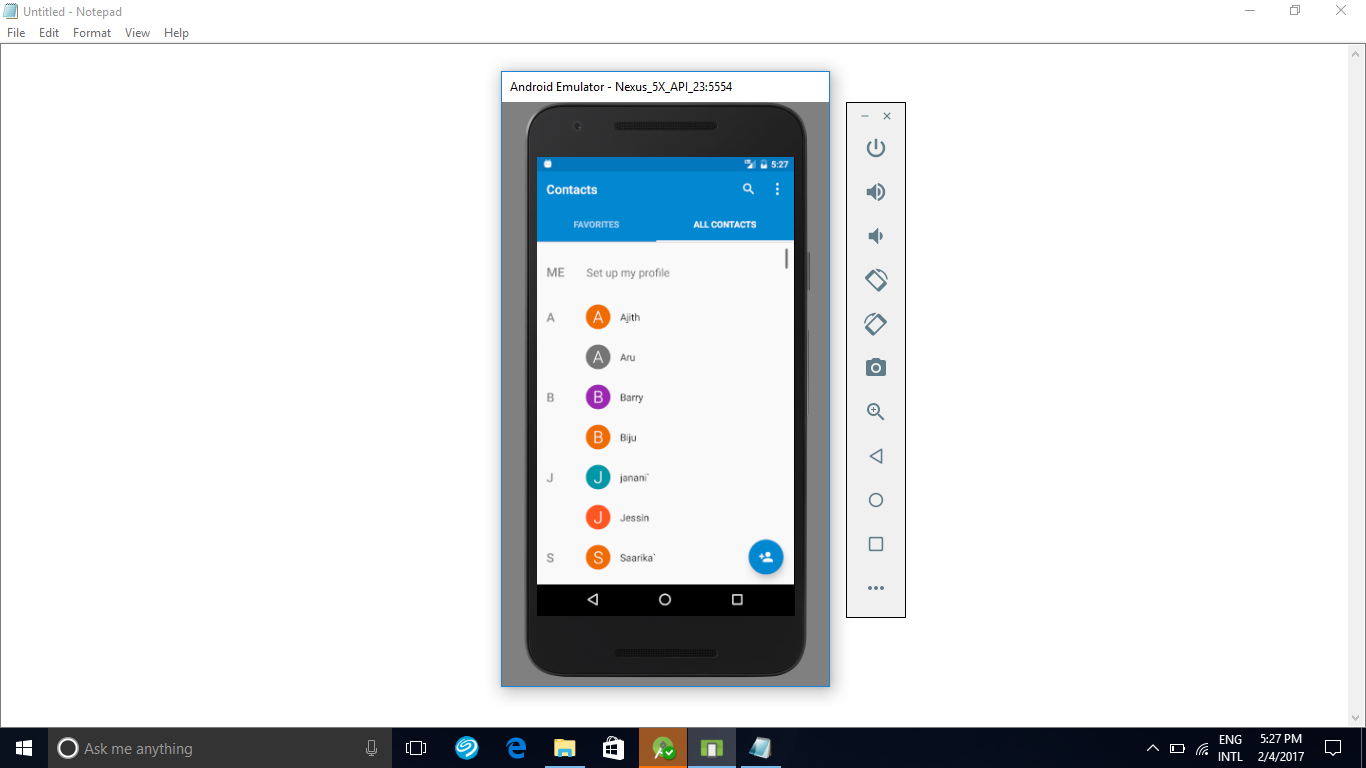 Untitled - Notepad
File Edit Format View Help
Android Emulator - Nexus_5X_API_23:5554
5:27
Contacts
FAVORITES ALL CONTACTS
ME Set up my profile
A A Ajith
A Aru
B B Barry
B Biju
J J janani`
J Jessin
S S Saarika`
Ask me anything
ENG
INTL
5:27 PM
2/4/2017